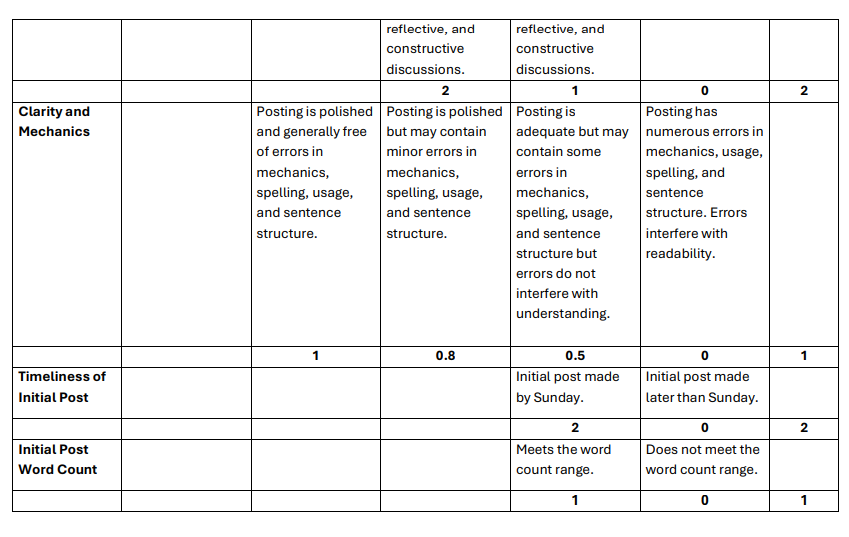 reflective, and reflective, and
constructive constructive
discussions. discussions.
2 1 0 2
Clarity and Posting is polished Posting is polished Posting is Posting has
Mechanics and generally free but may contain adequate but may numerous errors in
of errors in minor errors in contain some mechanics, usage,
mechanics, mechanics, errors in spelling, and
spelling, usage, spelling, usage, mechanics, sentence
and sentence and sentence spelling, usage, structure. Errors
structure. structure. and sentence interfere with
structure but readability.
errors do not
interfere with
understanding.
1 0.8 0.5 0 1
Timeliness of Initial post made Initial post made
Initial Post by Sunday. later than Sunday.
2 0 2
Initial Post Meets the word Does not meet the
Word Count count range. word count range.
1 0 1